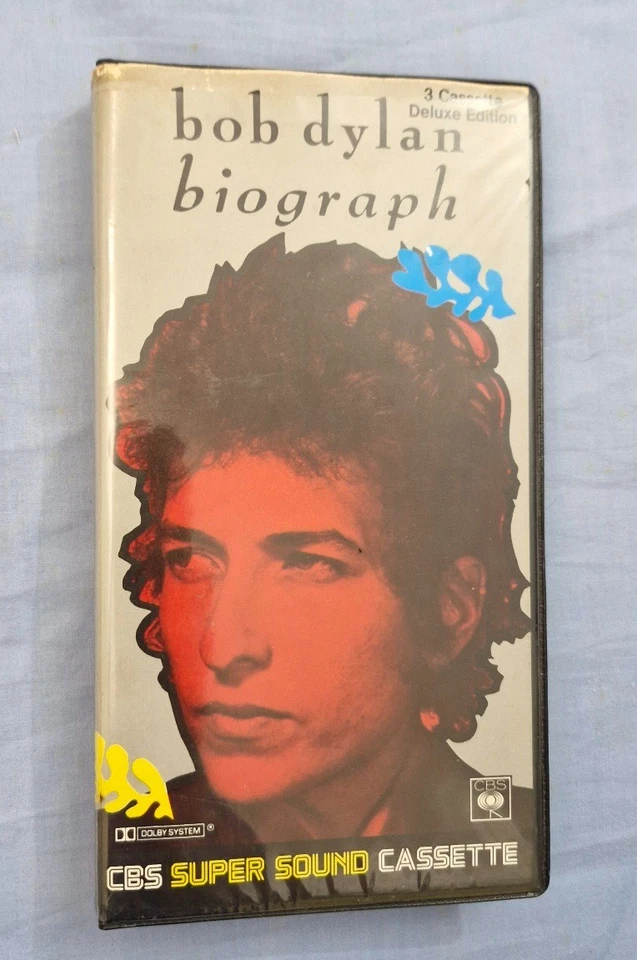 3 Cassette
Deluxe Edition
bob dylan
biograph
CBS
DOLBY SYSTEM ®
CBS SUPER SOUND CASSETTE